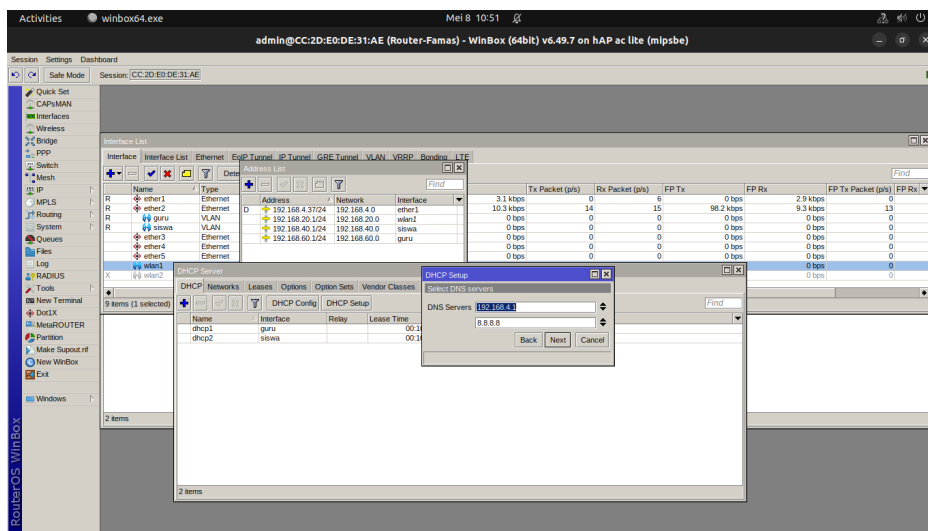 Activities winbox64.exe Mei 8 10:51
admin@CC:2D:E0:DE:31:AE (Router-Famas) - WinBox (64bit) v6.49.7 on hAP ac lite (mipsbe)
Session Settings Dashboard
Safe Mode Session: CC:2D:E0:DE:31:AE
Quick Set
CAPsMAN
Interfaces
Wireless
Bridge
PPP
Switch
Mesh
IP
MPLS
Routing
System
Queues
Files
Log
RADIUS
Tools
New Terminal
Dot1X
MetaROUTER
Partition
Make Supout.rif
New WinBox
Exit
Windows
RouterOS WinBox
Interface List
Interface Interface List Ethernet EoIP Tunnel IP Tunnel GRE Tunnel VLAN VRRP Bonding LTE
Dete Find
Name Type Tx Packet (p/s) Rx Packet (p/s) FP Tx FP Rx FP Tx Packet (p/s) FP Rx
R ether1 Ethernet 3.1 kbps 0 6 0 bps 2.9 kbps 0
R ether2 Ethernet 10.3 kbps 14 15 98.2 kbps 9.3 kbps 13
R guru VLAN 0 bps 0 0 0 bps 0 bps 0
R siswa VLAN 0 bps 0 0 0 bps 0 bps 0
ether3 Ethernet 0 bps 0 0 0 bps 0 bps 0
ether4 Ethernet 0 bps 0 0 0 bps 0 bps 0
ether5 Ethernet 0 bps 0 0 0 bps 0 bps 0
wlan1 0 bps 0
X wlan2 0 bps 0
9 items (1 selected)
2 items
Address List
Find
Address Network Interface
D 192.168.4.37/24 192.168.4.0 ether1
192.168.20.1/24 192.168.20.0 wlan1
192.168.40.1/24 192.168.40.0 siswa
192.168.60.1/24 192.168.60.0 guru
DHCP Server
DHCP Networks Leases Options Option Sets Vendor Classes
DHCP Config DHCP Setup Find
Name Interface Relay Lease Time
dhcp1 guru 00:10
dhcp2 siswa 00:10
2 items
DHCP Setup
Select DNS servers
DNS Servers 192.168.4.1
8.8.8.8
Back Next Cancel